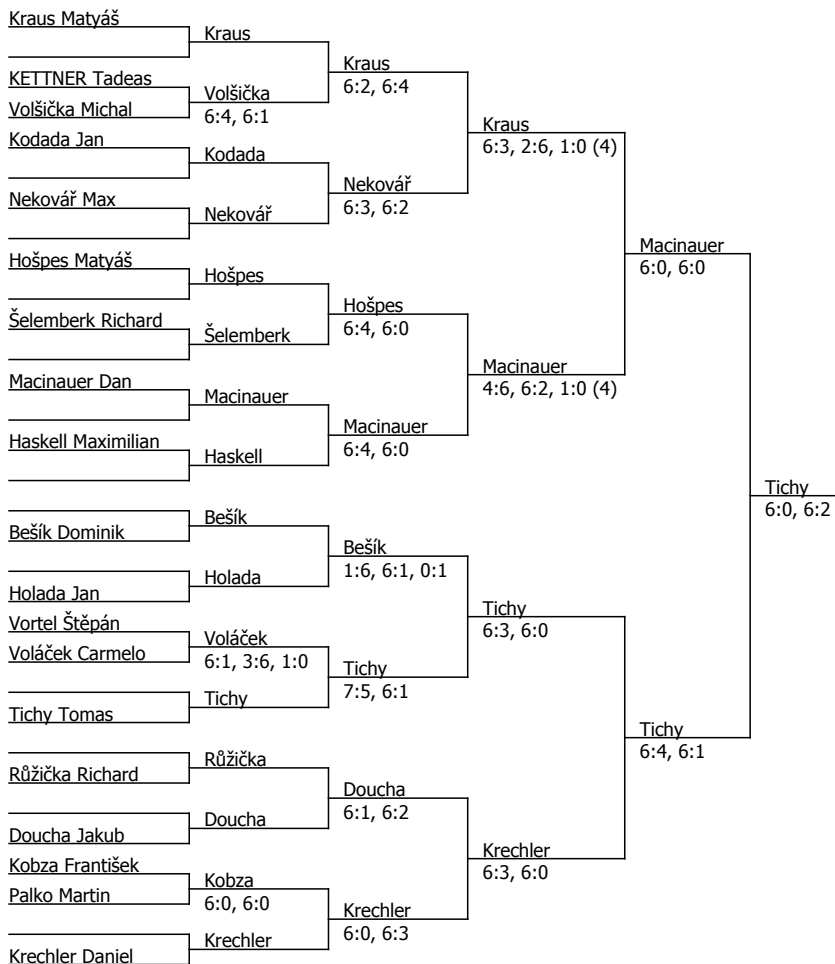 Kraus Matyáš
KETTNER Tadeas
Volšička Michal
Kodada Jan
Nekovář Max
Hošpes Matyáš
Šelemberk Richard
Macinauer Dan
Haskell Maximilian
Bešík Dominik
Holada Jan
Vortel Štěpán
Voláček Carmelo
Tichy Tomas
Růžička Richard
Doucha Jakub
Kobza František
Palko Martin
Krechler Daniel
Kraus
Volšička
6:4, 6:1
Kodada
Nekovář
Hošpes
Šelemberk
Macinauer
Haskell
Bešík
Holada
Voláček
6:1, 3:6, 1:0
Tichy
Růžička
Doucha
Kobza
6:0, 6:0
Krechler
Kraus
6:2, 6:4
Nekovář
6:3, 6:2
Hošpes
6:4, 6:0
Macinauer
6:4, 6:0
Bešík
1:6, 6:1, 0:1
Tichy
7:5, 6:1
Doucha
6:1, 6:2
Krechler
6:0, 6:3
Kraus
6:3, 2:6, 1:0 (4)
Macinauer
4:6, 6:2, 1:0 (4)
Tichy
6:3, 6:0
Krechler
6:3, 6:0
Macinauer
6:0, 6:0
Tichy
6:4, 6:1
Tichy
6:0, 6:2